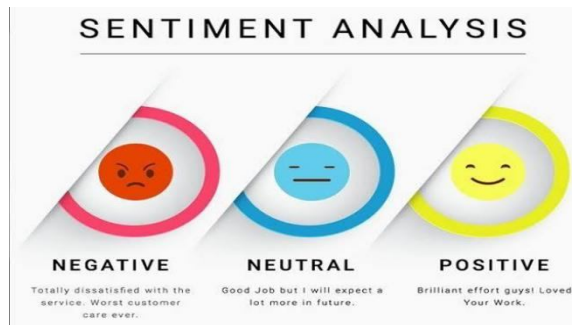 SENTIMENT ANALYSIS
NEGATIVE
Totally dissatisfied with the
service. Worst customer
care ever.
NEUTRAL
Good Job but I will expect a
lot more in future.
POSITIVE
Brilliant effort guys! Loved
Your Work.